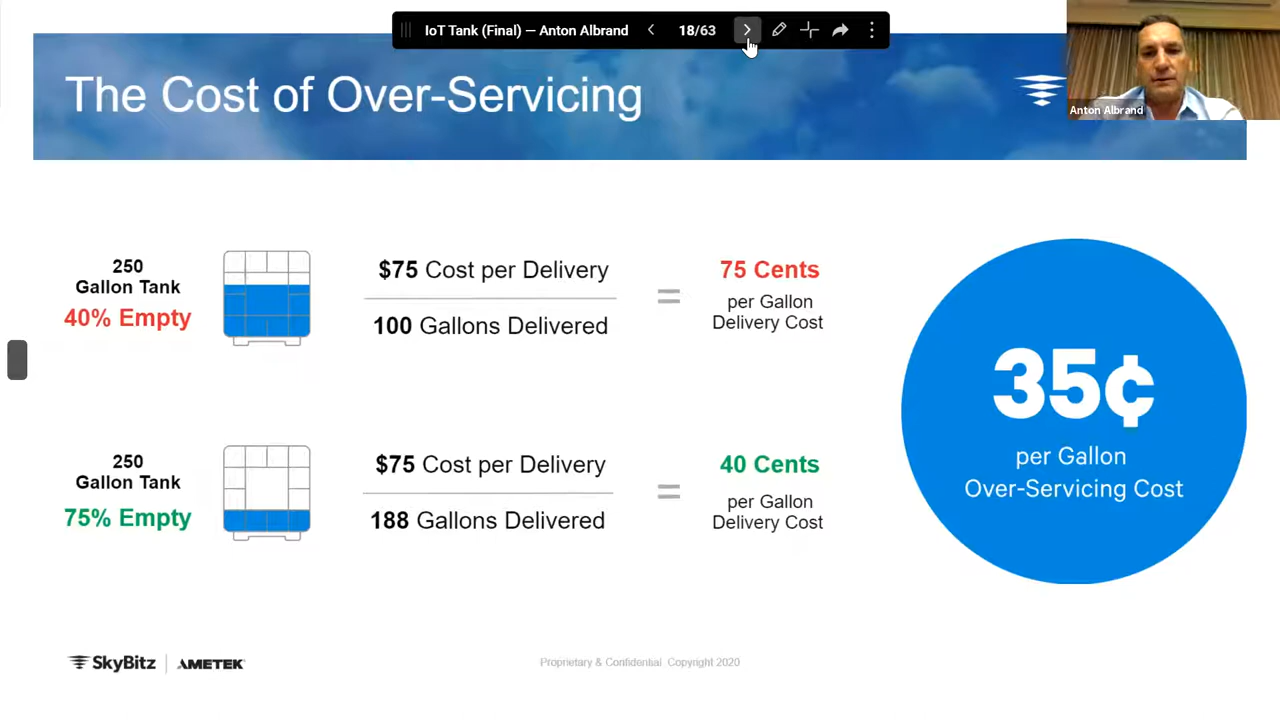 IoT Tank (Final) — Anton Albrand
18/63
The Cost of Over-Servicing
Anton Albrand
250
Gallon Tank
40% Empty
$75 Cost per Delivery
100 Gallons Delivered
=
75 Cents
per Gallon
Delivery Cost
250
Gallon Tank
75% Empty
$75 Cost per Delivery
188 Gallons Delivered
=
40 Cents
per Gallon
Delivery Cost
35¢
per Gallon
Over-Servicing Cost
SkyBitz | AMETEK
Proprietary & Confidential Copyright 2020